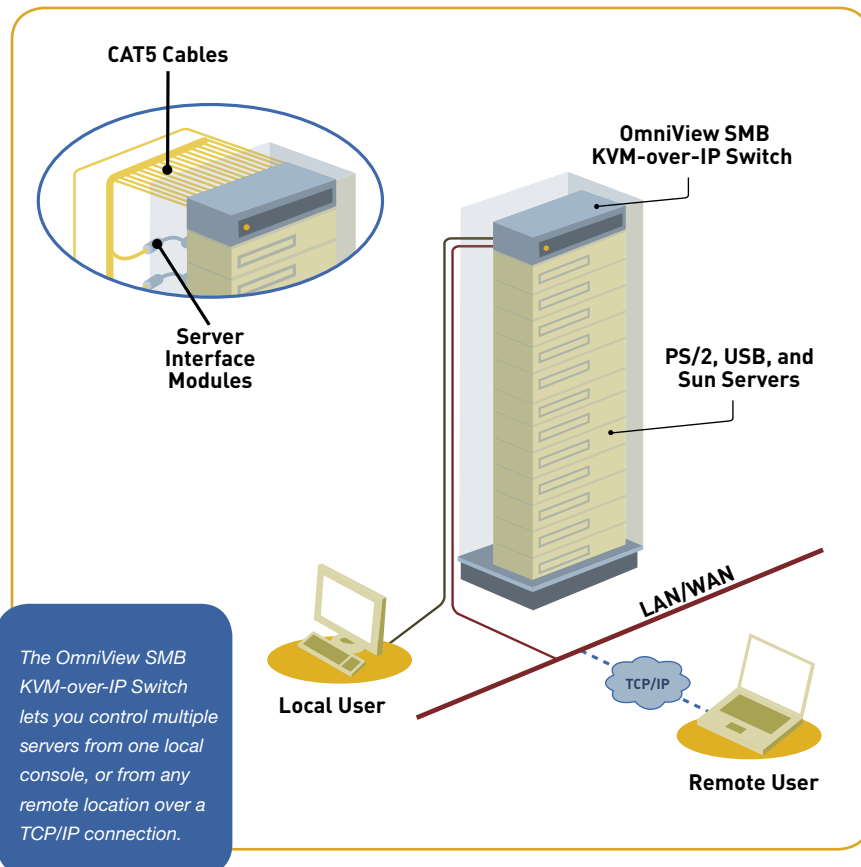 CAT5 Cables
OmniView SMB
KVM-over-IP Switch
Server
Interface
Modules
PS/2, USB, and
Sun Servers
LAN/WAN
TCP/IP
Local User
Remote User
The OmniView SMB
KVM-over-IP Switch
lets you control multiple
servers from one local
console, or from any
remote location over a
TCP/IP connection.